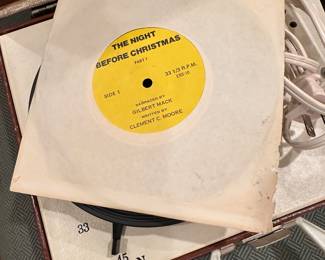 THE NIGHT
BEFORE CHRISTMAS
PART 1
SIDE 1
33 1/3 R.P.M.
NARRATED BY
GILBERT MACK
WRITTEN BY
CLEMENT C. MOORE
33
45
N